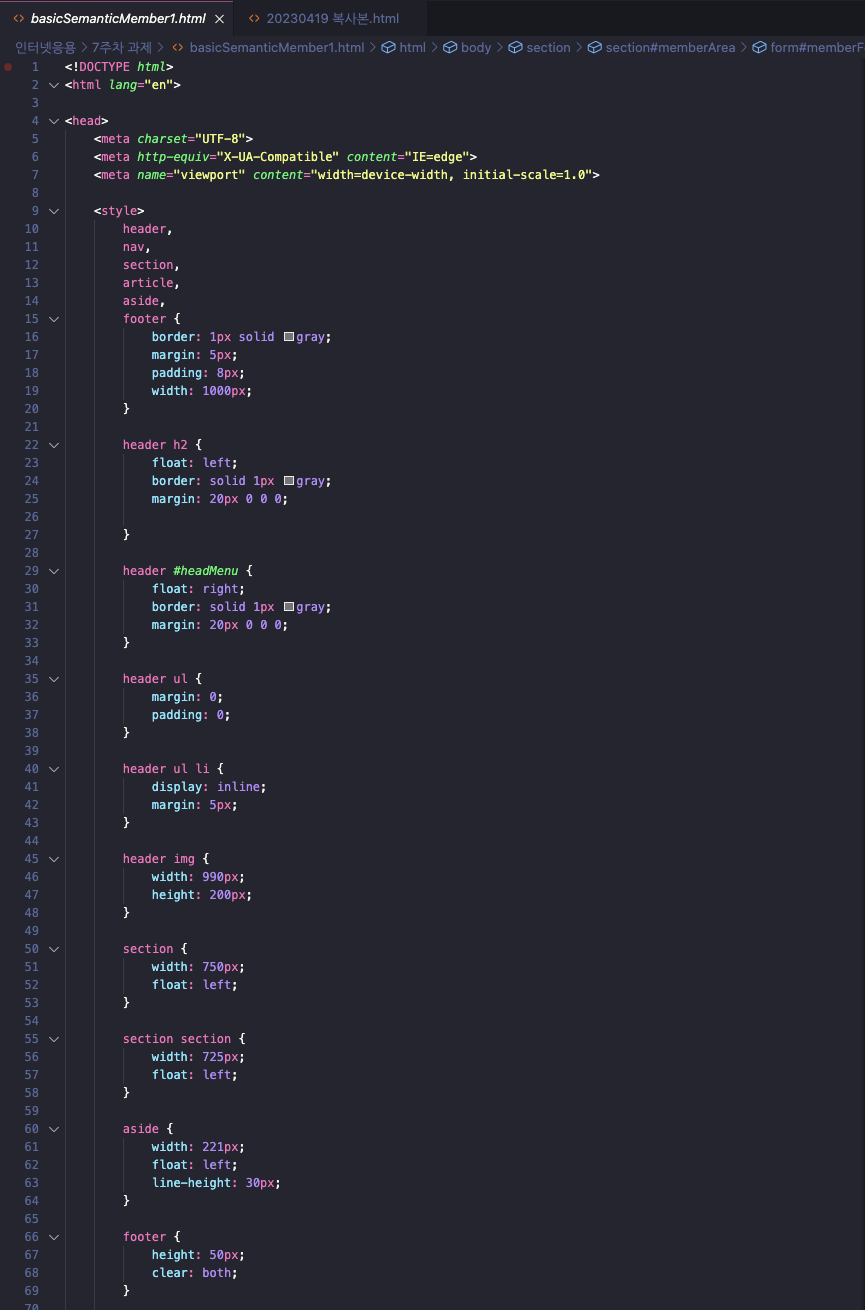 basicSemanticMember1.html
20230419 복사본.html
인터넷응용 > 7주차 과제 > basicSemanticMember1.html > html > body > section > section#memberArea > form#memberF
1 <!DOCTYPE html>
2 <html lang="en">
3
4 <head>
5 <meta charset="UTF-8">
6 <meta http-equiv="X-UA-Compatible" content="IE=edge">
7 <meta name="viewport" content="width=device-width, initial-scale=1.0">
8
9 <style>
10 header,
11 nav,
12 section,
13 article,
14 aside,
15 footer {
16 border: 1px solid gray;
17 margin: 5px;
18 padding: 8px;
19 width: 1000px;
20 }
21
22 header h2 {
23 float: left;
24 border: solid 1px gray;
25 margin: 20px 0 0 0;
26
27 }
28
29 header #headMenu {
30 float: right;
31 border: solid 1px gray;
32 margin: 20px 0 0 0;
33 }
34
35 header ul {
36 margin: 0;
37 padding: 0;
38 }
39
40 header ul li {
41 display: inline;
42 margin: 5px;
43 }
44
45 header img {
46 width: 990px;
47 height: 200px;
48 }
49
50 section {
51 width: 750px;
52 float: left;
53 }
54
55 section section {
56 width: 725px;
57 float: left;
58 }
59
60 aside {
61 width: 221px;
62 float: left;
63 line-height: 30px;
64 }
65
66 footer {
67 height: 50px;
68 clear: both;
69 }
70